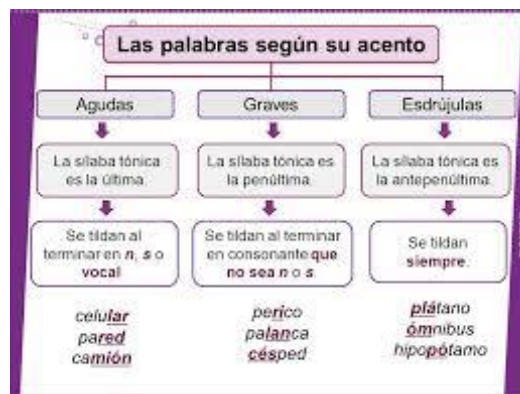 Las palabras según su acento
Agudas
Graves
Esdrújulas
La sílaba tónica
es la última.
La sílaba tónica es
la penúltima.
La sílaba tónica es
la antepenúltima.
Se tildan al
terminar en n, s o
vocal
Se tildan al terminar
en consonante que
no sea n o s.
Se tildan
siempre.
celular
pared
camión
perico
palanca
césped
plátano
ómnibus
hipopótamo